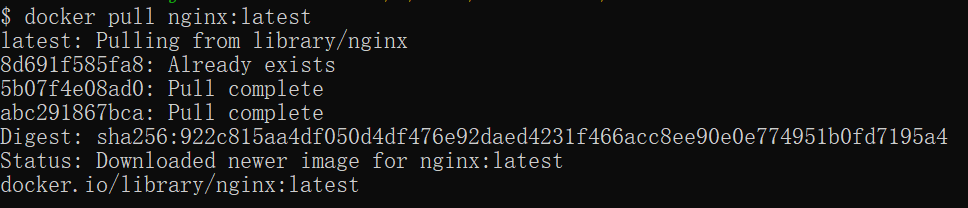 $ docker pull nginx:latest
latest: Pulling from library/nginx
8d691f585fa8: Already exists
5b07f4e08ad0: Pull complete
abc291867bca: Pull complete
Digest: sha256:922c815aa4df050d4df476e92daed4231f466acc8ee90e0e774951b0fd7195a4
Status: Downloaded newer image for nginx:latest
docker.io/library/nginx:latest